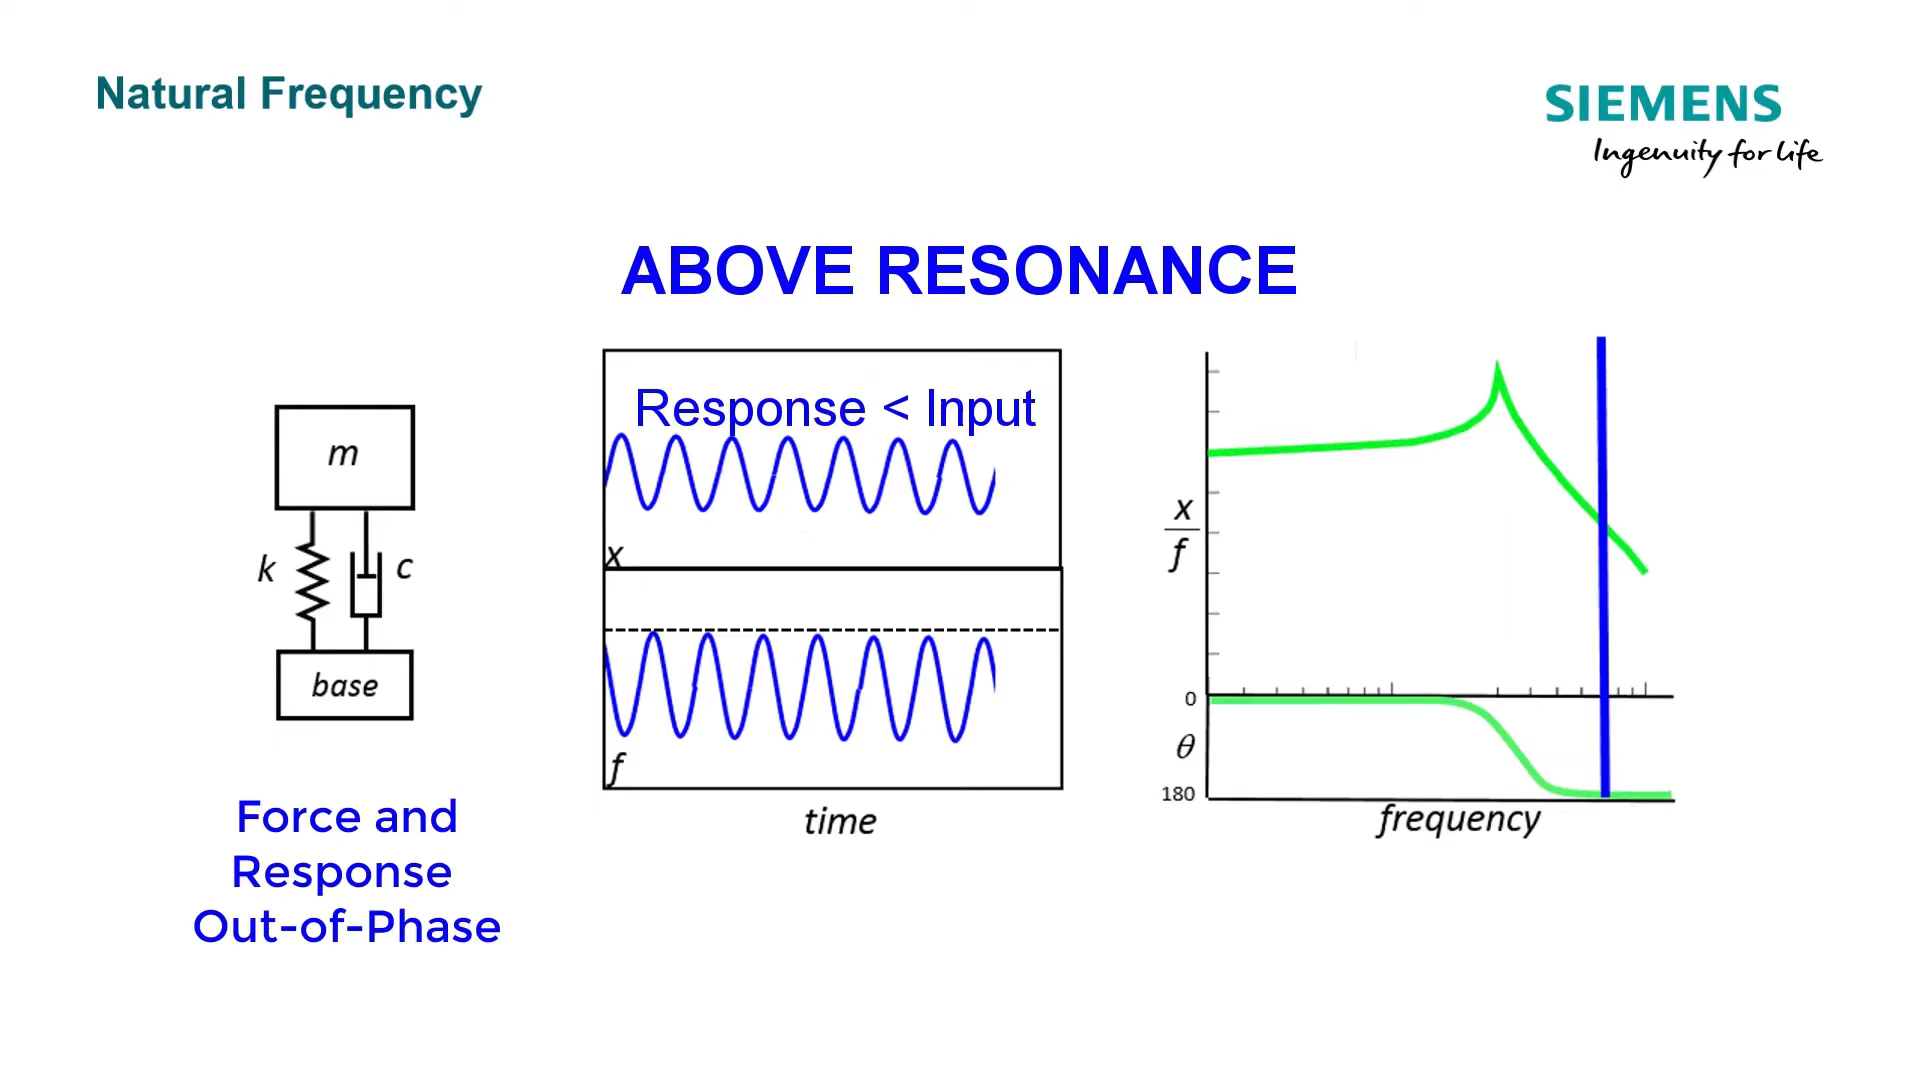 Natural Frequency
SIEMENS
Ingenuity for life
ABOVE RESONANCE
m
k
c
base
Force and
Response
Out-of-Phase
Response < Input
x
f
time
x
f
0
θ
180
frequency